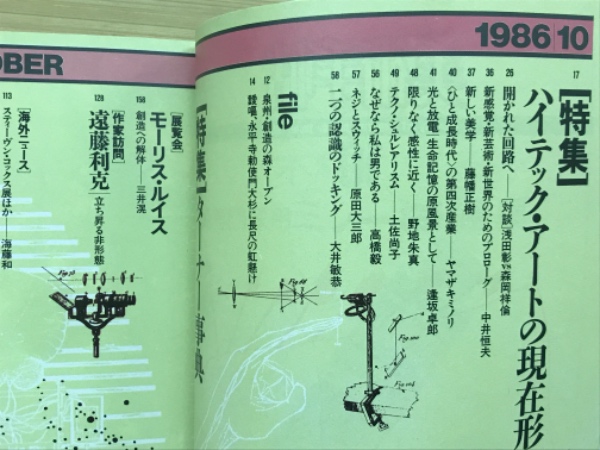 1986 10
17
[特集]
ハイテック・アートの現在形
26 開かれた回路へ――[対談]浅田彰vs森岡祥倫
36 新感覚・新芸術・新世界のためのプロローグ――中井恒夫
37 新しい美学――藤幡正樹
40 〈ひと成長時代〉の第四次産業――ヤマザキミノリ
41 光と放電「生命記憶の原風景として――逢坂卓郎
48 限りなく感性に近く――野地朱真
49 テクノ・シュルレアリスム――土佐尚子
56 なぜなら私は男である――高橋毅
57 ネジとスウィッチ――原田大三郎
58 二つの認識のドッキング――大井敏恭
file
12 泉州・創造の森オープン
14 讃嘆、永平寺勅使門大杉に長尺の虹懸け
[特集]
事典
OBER
[展覧会]
モーリス・ルイス
158 創造への解体――三井滉
[作家訪問]
遠藤利克 立ち昇る非形態
128
[海外ニュース]
113 スティーヴン・コックス展ほか――海藤和